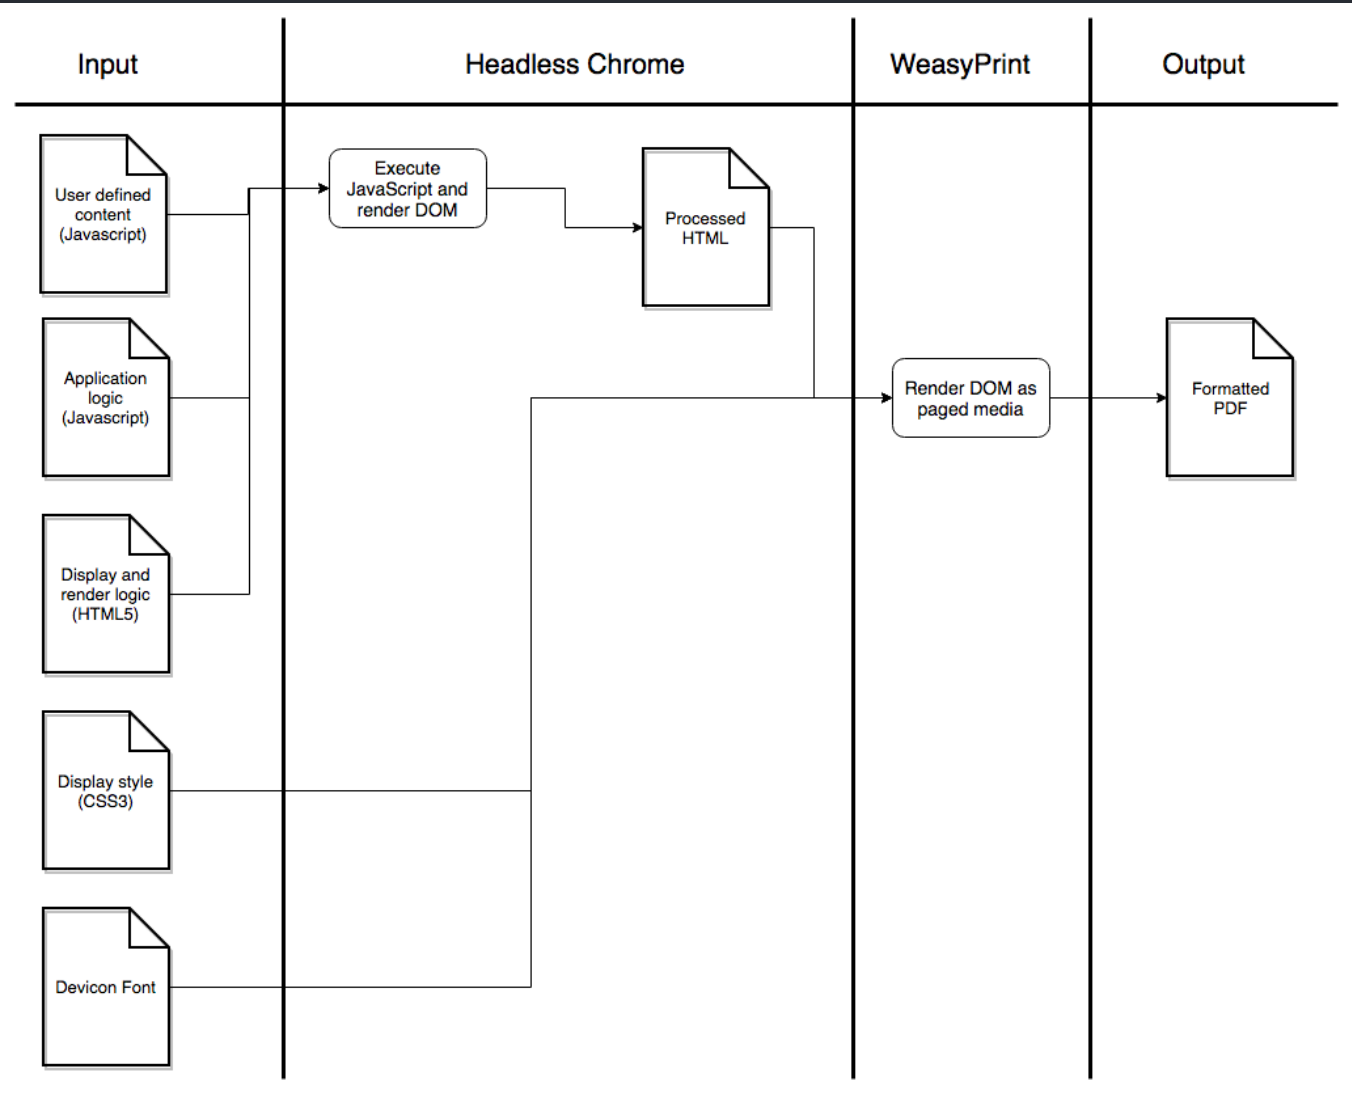 Input
Headless Chrome
WeasyPrint
Output
User defined
content
(Javascript)
Execute
JavaScript and
render DOM
Processed
HTML
Application
logic
(Javascript)
Render DOM as
paged media
Formatted
PDF
Display and
render logic
(HTML5)
Display style
(CSS3)
Devicon Font